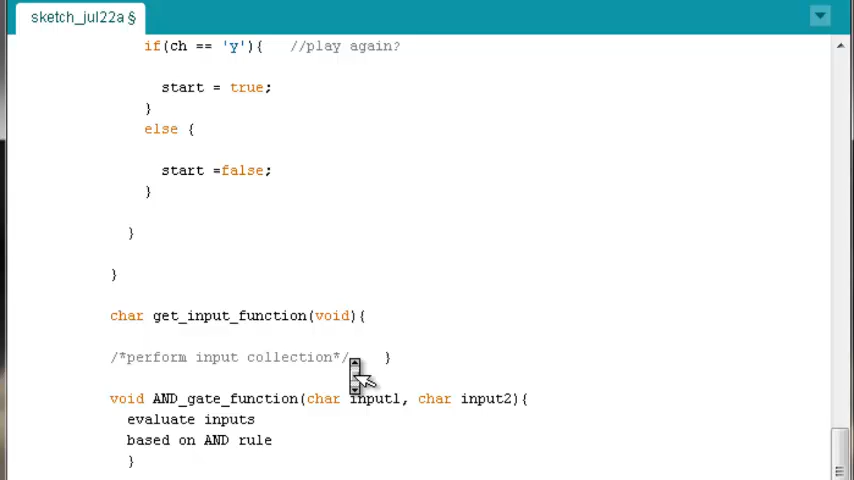 sketch_jul22a §
if(ch == 'y'){   //play again?
start = true;
}
else {
start =false;
}
}
}
char get_input_function(void){
/*perform input collection*/    }
void AND_gate_function(char input1, char input2){
evaluate inputs
based on AND rule
}